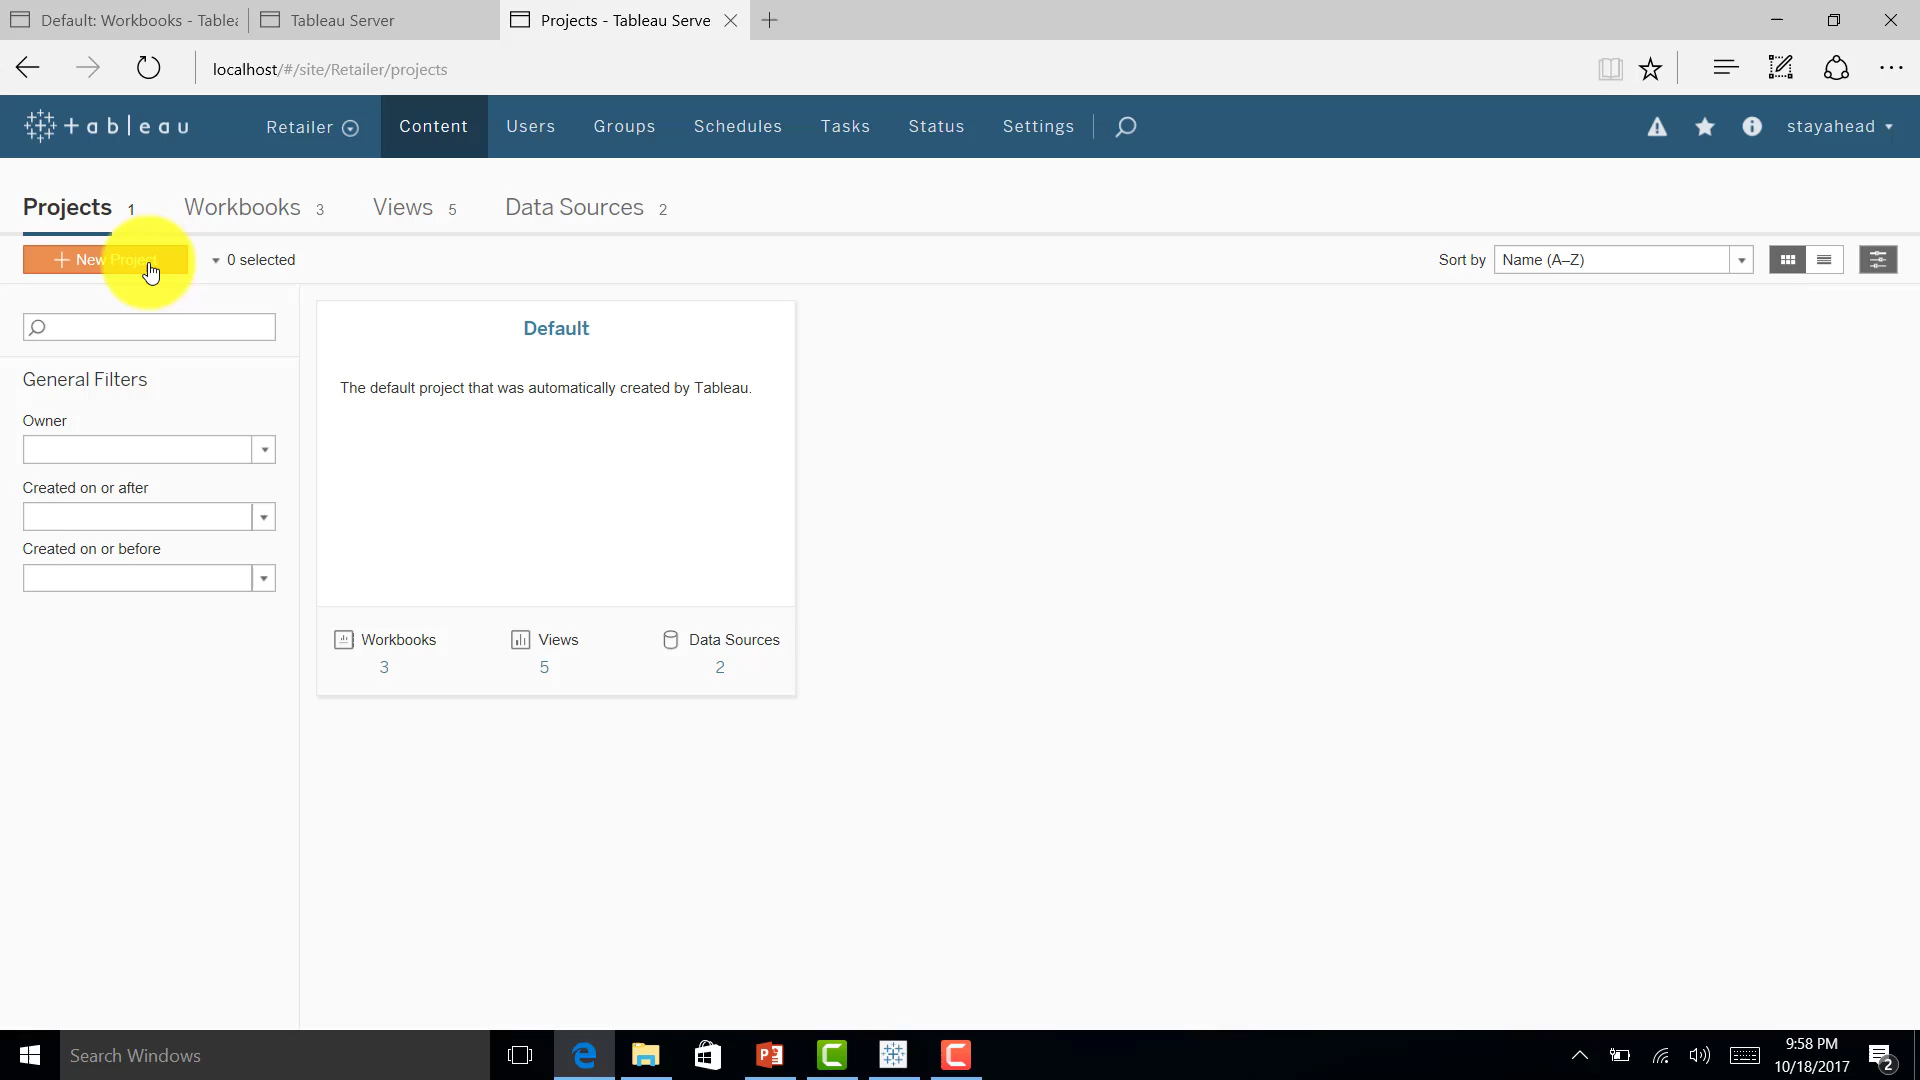 Default: Workbooks - Tablea
Tableau Server
Projects - Tableau Serve
localhost/#/site/Retailer/projects
+ableau
Retailer
Content
Users
Groups
Schedules
Tasks
Status
Settings
stayahead
Projects 1
Workbooks 3
Views 5
Data Sources 2
New Project
0 selected
Sort by
Name (A–Z)
General Filters
Owner
Created on or after
Created on or before
Default
The default project that was automatically created by Tableau.
Workbooks
3
Views
5
Data Sources
2
Search Windows
9:58 PM
10/18/2017
2